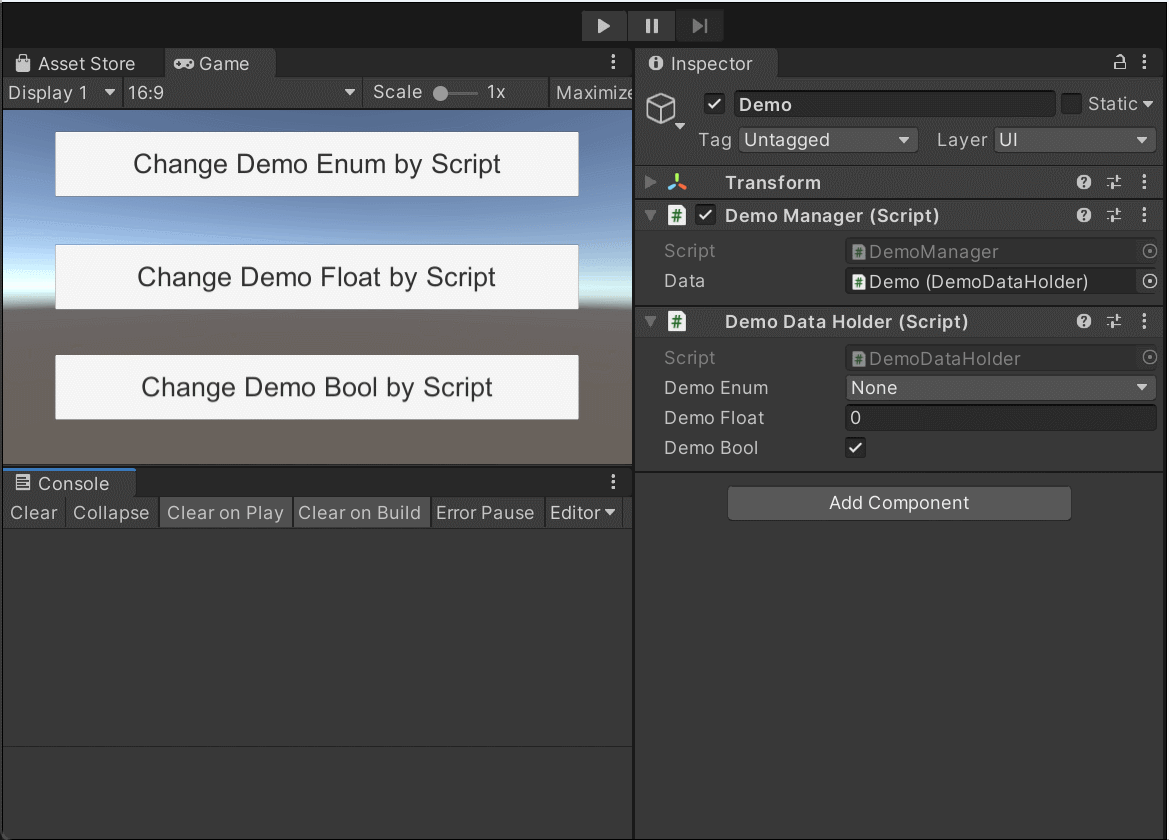 Asset Store
Game
Display 1
16:9
Scale
1x
Maximize
Change Demo Enum by Script
Change Demo Float by Script
Change Demo Bool by Script
Console
Clear
Collapse
Clear on Play
Clear on Build
Error Pause
Editor
Inspector
Demo
Static
Tag
Untagged
Layer
UI
Transform
Demo Manager (Script)
Script
DemoManager
Data
Demo (DemoDataHolder)
Demo Data Holder (Script)
Script
DemoDataHolder
Demo Enum
None
Demo Float
0
Demo Bool
Add Component